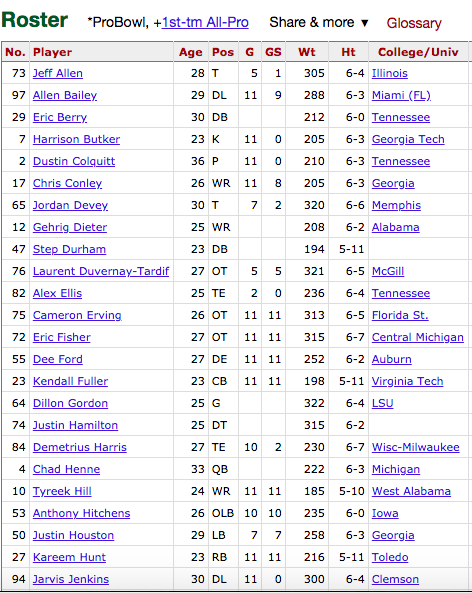 Roster *ProBowl, +1st-tm All-Pro Share & more ▼ Glossary
No. Player Age Pos G GS Wt Ht College/Univ
73 Jeff Allen 28 T 5 1 305 6-4 Illinois
97 Allen Bailey 29 DL 11 9 288 6-3 Miami (FL)
29 Eric Berry 30 DB 212 6-0 Tennessee
7 Harrison Butker 23 K 11 0 205 6-3 Georgia Tech
2 Dustin Colquitt 36 P 11 0 210 6-3 Tennessee
17 Chris Conley 26 WR 11 8 205 6-3 Georgia
65 Jordan Devey 30 T 7 2 320 6-6 Memphis
12 Gehrig Dieter 25 WR 208 6-2 Alabama
47 Step Durham 23 DB 194 5-11
76 Laurent Duvernay-Tardif 27 OT 5 5 321 6-5 McGill
82 Alex Ellis 25 TE 2 0 236 6-4 Tennessee
75 Cameron Erving 26 OT 11 11 313 6-5 Florida St.
72 Eric Fisher 27 OT 11 11 315 6-7 Central Michigan
55 Dee Ford 27 DE 11 11 252 6-2 Auburn
23 Kendall Fuller 23 CB 11 11 198 5-11 Virginia Tech
64 Dillon Gordon 25 G 322 6-4 LSU
74 Justin Hamilton 25 DT 315 6-2
84 Demetrius Harris 27 TE 10 2 230 6-7 Wisc-Milwaukee
4 Chad Henne 33 QB 222 6-3 Michigan
10 Tyreek Hill 24 WR 11 11 185 5-10 West Alabama
53 Anthony Hitchens 26 OLB 10 10 235 6-0 Iowa
50 Justin Houston 29 LB 7 7 258 6-3 Georgia
27 Kareem Hunt 23 RB 11 11 216 5-11 Toledo
94 Jarvis Jenkins 30 DL 11 0 300 6-4 Clemson